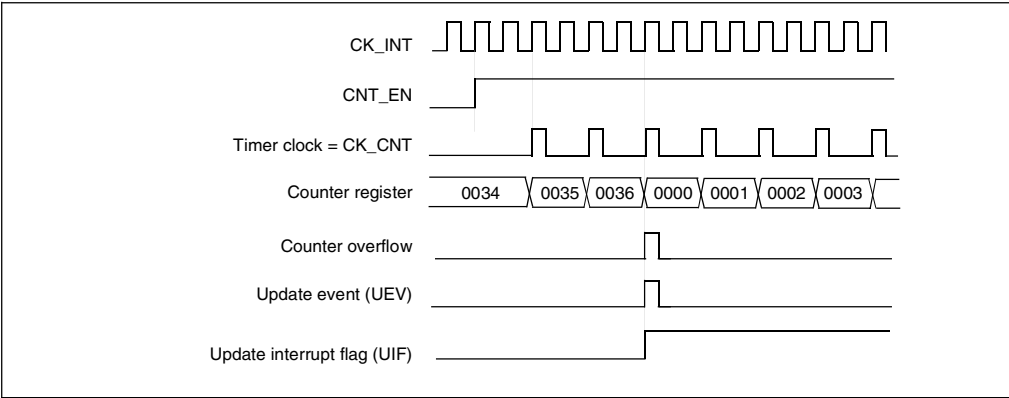 CK_INT
CNT_EN
Timer clock = CK_CNT
Counter register 0034 0035 0036 0000 0001 0002 0003
Counter overflow
Update event (UEV)
Update interrupt flag (UIF)